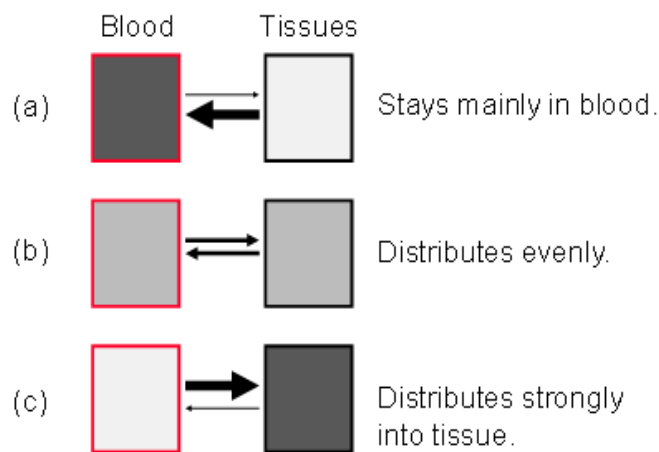 Blood Tissues
(a) Stays mainly in blood.
(b) Distributes evenly.
(c) Distributes strongly
into tissue.